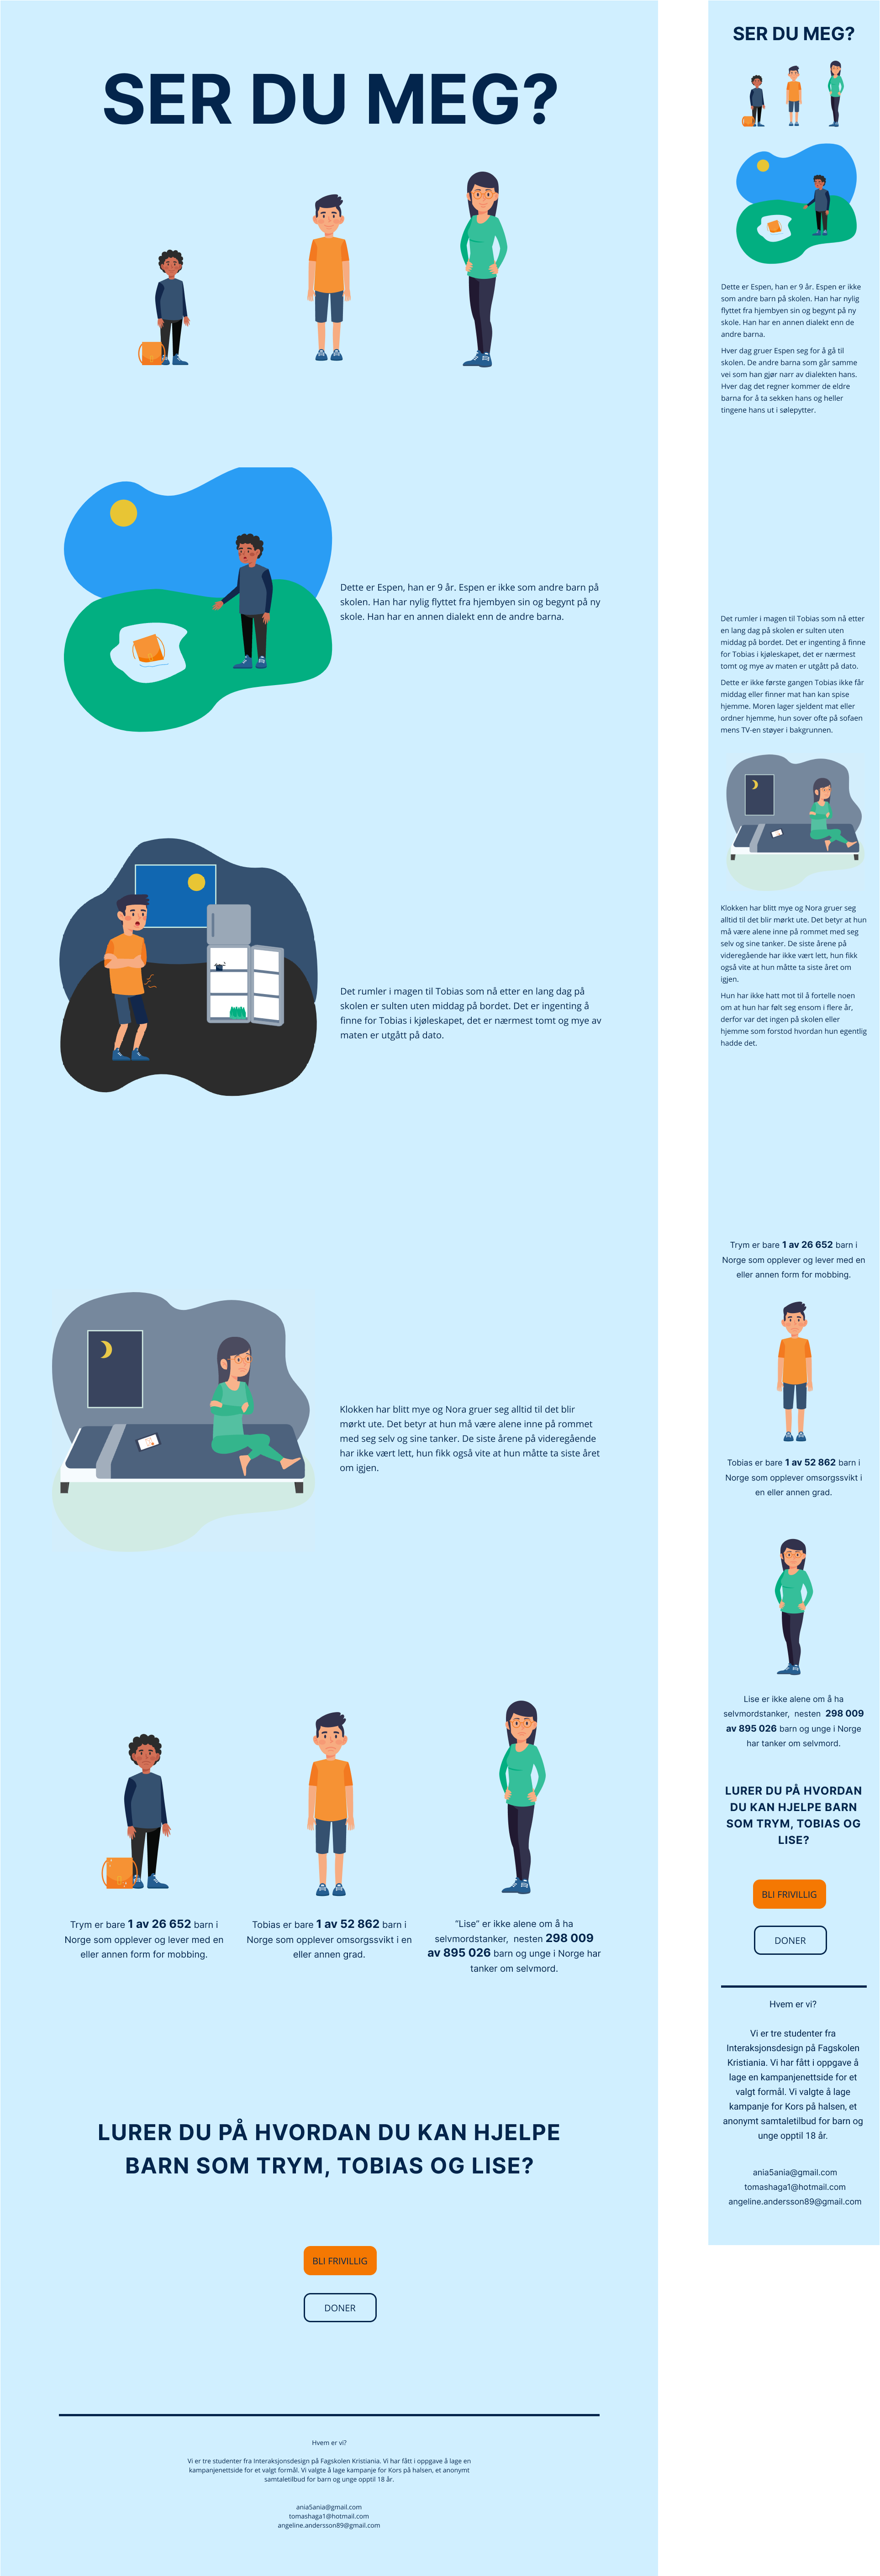 SER DU MEG?
Dette er Espen, han er 9 år. Espen er ikke som andre barn på
skolen. Han har nylig flyttet fra hjembyen sin og begynt på ny
skole. Han har en annen dialekt enn de andre barna.
Det rumler i magen til Tobias som nå etter en lang dag på
skolen er sulten uten middag på bordet. Det er ingenting å
finne for Tobias i kjøleskapet, det er nærmest tomt og mye av
maten er utgått på dato.
Klokken har blitt mye og Nora gruer seg alltid til det blir
mørkt ute. Det betyr at hun må være alene inne på rommet
med seg selv og sine tanker. De siste årene på videregående
har ikke vært lett, hun fikk også vite at hun måtte ta siste året
om igjen.
Trym er bare 1 av 26 652 barn i
Norge som opplever og lever med en
eller annen form for mobbing.
Tobias er bare 1 av 52 862 barn i
Norge som opplever omsorgssvikt i en
eller annen grad.
“Lise” er ikke alene om å ha
selvmordstanker, nesten 298 009
av 895 026 barn og unge i Norge har
tanker om selvmord.
LURER DU PÅ HVORDAN DU KAN HJELPE
BARN SOM TRYM, TOBIAS OG LISE?
BLI FRIVILLIG
DONER
Hvem er vi?
Vi er tre studenter fra Interaksjonsdesign på Fagskolen Kristiania. Vi har fått i oppgave å lage en
kampanjenettside for et valgt formål. Vi valgte å lage kampanje for Kors på halsen, et anonymt
samtaletilbud for barn og unge opptil 18 år.
ania5ania@gmail.com
tomashaga1@hotmail.com
angeline.andersson89@gmail.com
SER DU MEG?
Dette er Espen, han er 9 år. Espen er ikke
som andre barn på skolen. Han har nylig
flyttet fra hjembyen sin og begynt på ny
skole. Han har en annen dialekt enn de
andre barna.
Hver dag gruer Espen seg for å gå til
skolen. De andre barna som går samme
vei som han gjør narr av dialekten hans.
Hver dag det regner kommer de eldre
barna for å ta sekken hans og heller
tingene hans ut i sølepytter.
Det rumler i magen til Tobias som nå etter
en lang dag på skolen er sulten uten
middag på bordet. Det er ingenting å finne
for Tobias i kjøleskapet, det er nærmest
tomt og mye av maten er utgått på dato.
Dette er ikke første gangen Tobias ikke får
middag eller finner mat han kan spise
hjemme. Moren lager sjeldent mat eller
ordner hjemme, hun sover ofte på sofaen
mens TV-en støyer i bakgrunnen.
Klokken har blitt mye og Nora gruer seg
alltid til det blir mørkt ute. Det betyr at hun
må være alene inne på rommet med seg
selv og sine tanker. De siste årene på
videregående har ikke vært lett, hun fikk
også vite at hun måtte ta siste året om
igjen.
Hun har ikke hatt mot til å fortelle noen
om at hun har følt seg ensom i flere år,
derfor var det ingen på skolen eller
hjemme som forstod hvordan hun egentlig
hadde det.
Trym er bare 1 av 26 652 barn i
Norge som opplever og lever med en
eller annen form for mobbing.
Tobias er bare 1 av 52 862 barn i
Norge som opplever omsorgssvikt i
en eller annen grad.
Lise er ikke alene om å ha
selvmordstanker, nesten 298 009
av 895 026 barn og unge i Norge
har tanker om selvmord.
LURER DU PÅ HVORDAN
DU KAN HJELPE BARN
SOM TRYM, TOBIAS OG
LISE?
BLI FRIVILLIG
DONER
Hvem er vi?
Vi er tre studenter fra
Interaksjonsdesign på Fagskolen
Kristiania. Vi har fått i oppgave å
lage en kampanjenettside for et
valgt formål. Vi valgte å lage
kampanje for Kors på halsen, et
anonymt samtaletilbud for barn og
unge opptil 18 år.
ania5ania@gmail.com
tomashaga1@hotmail.com
angeline.andersson89@gmail.com